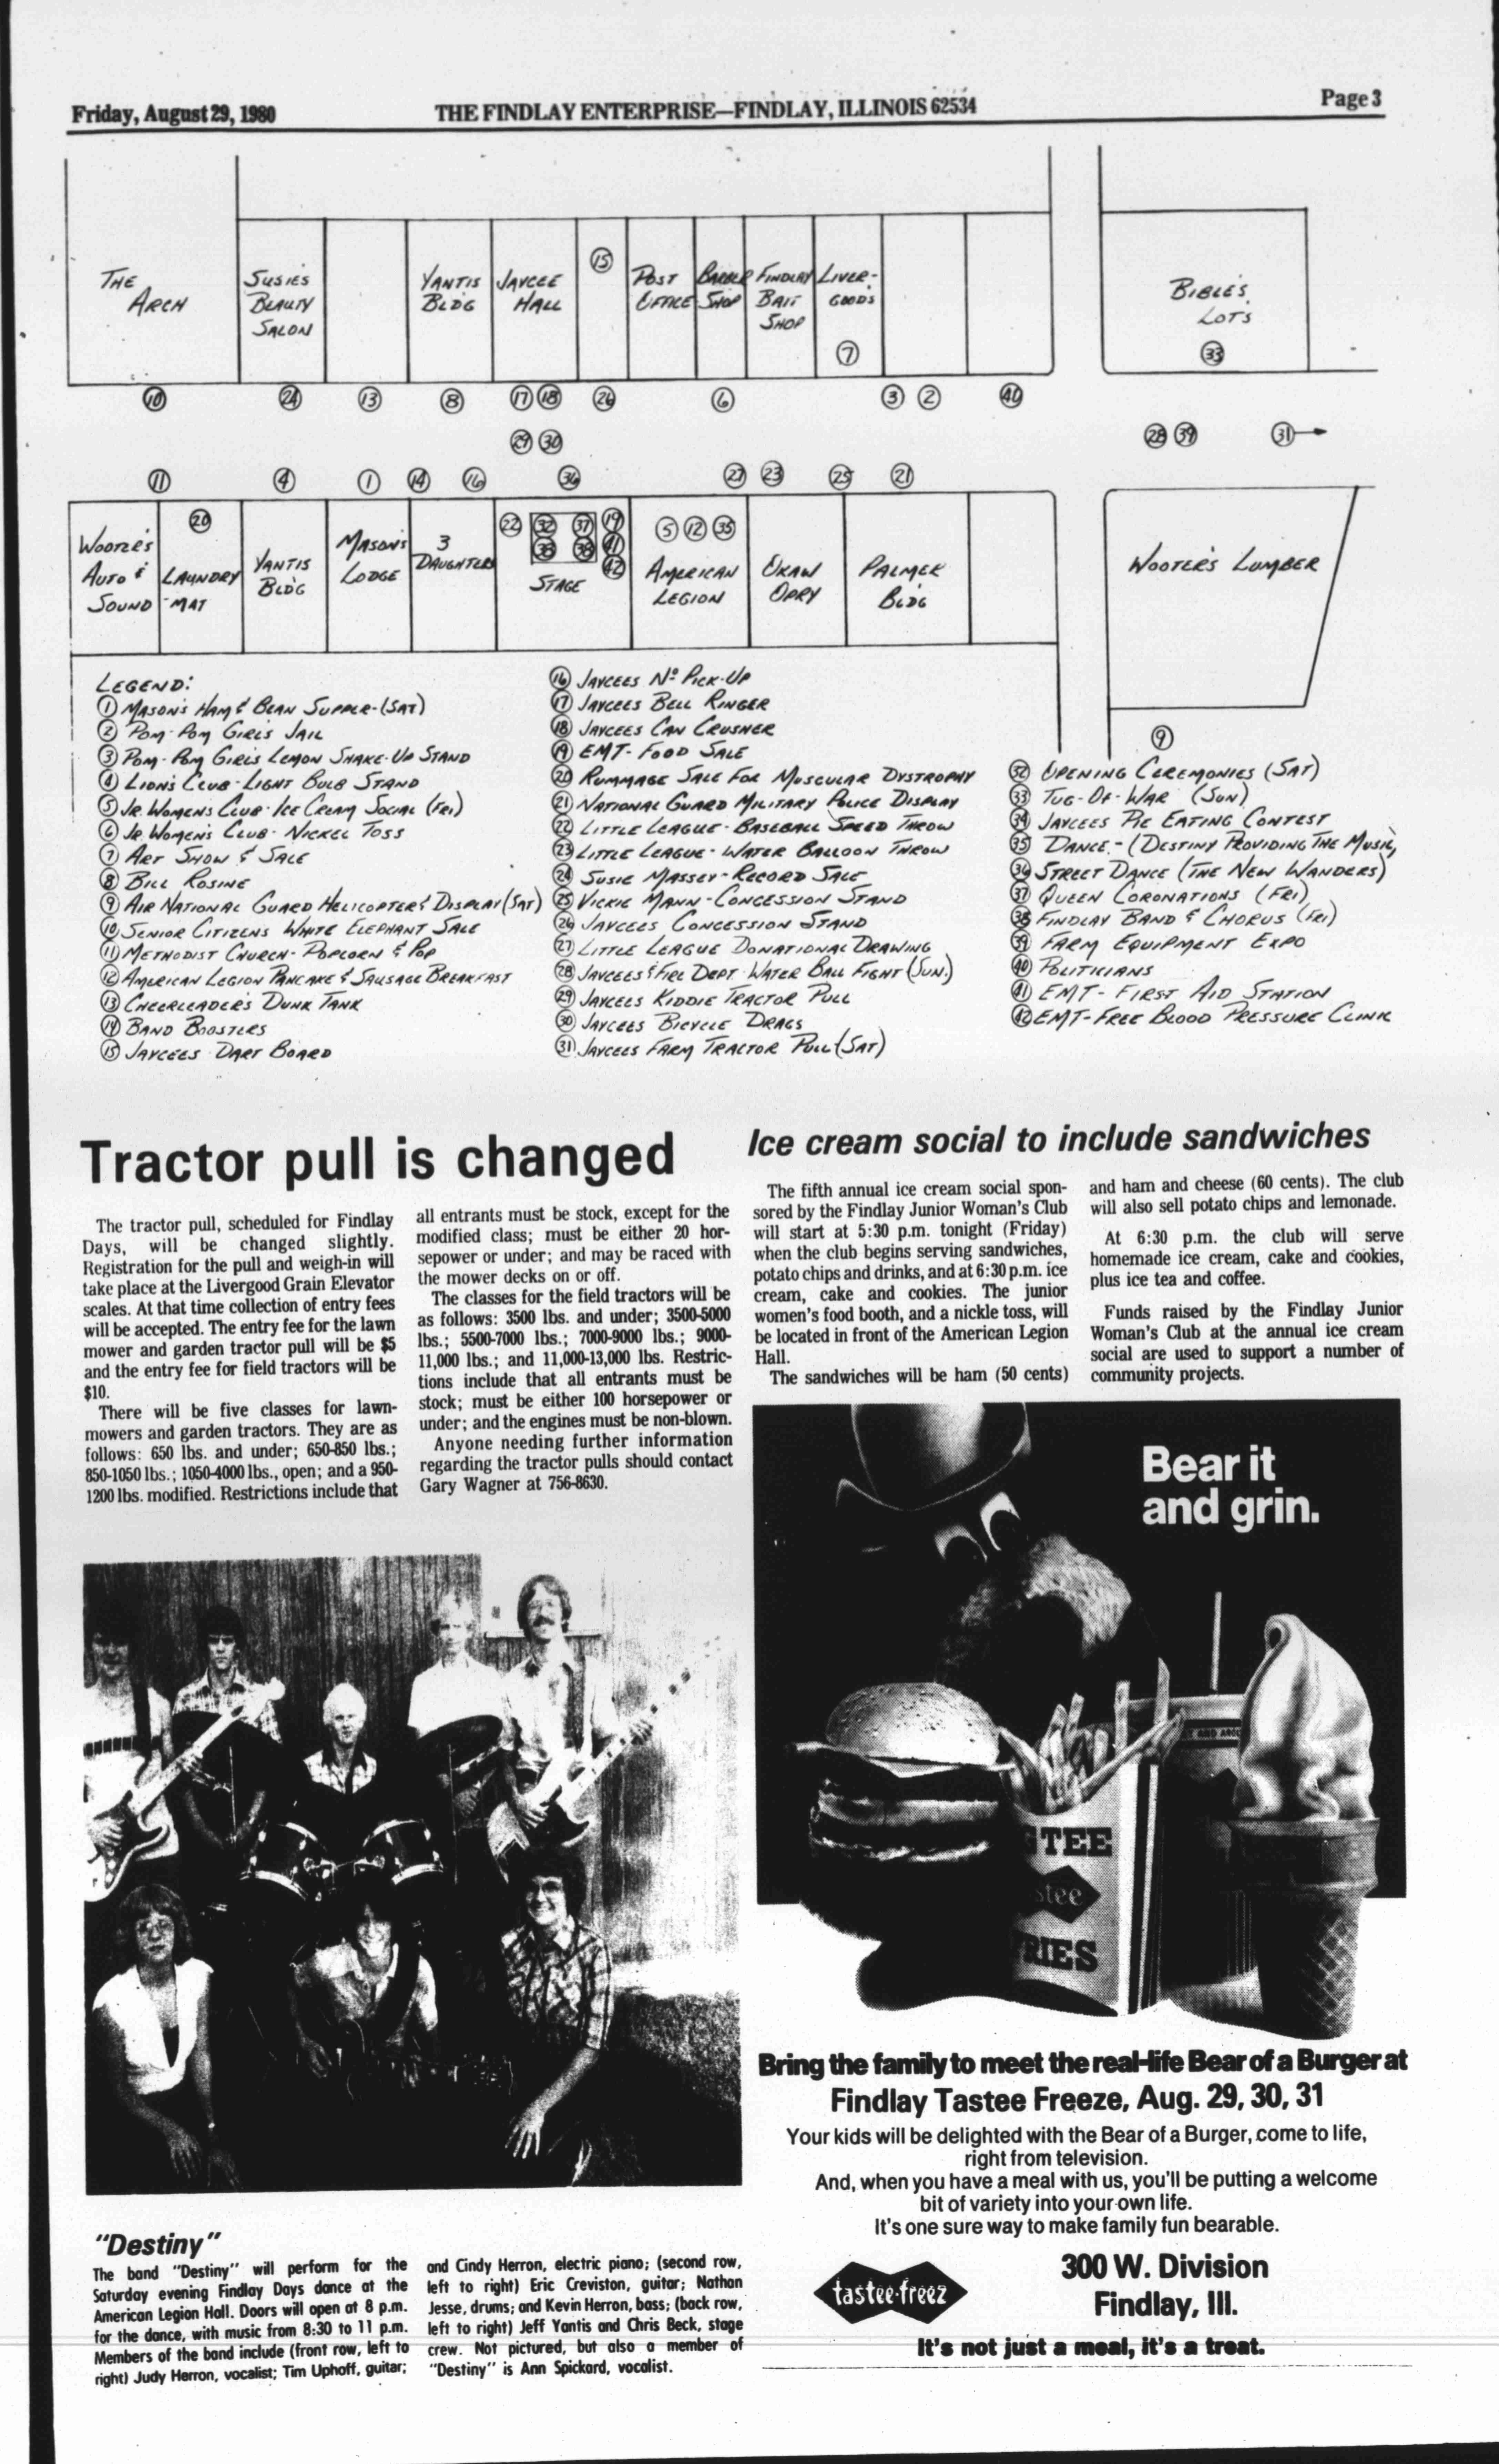 Friday, August 29, 1980
THE FINDLAY ENTERPRISE—FINDLAY, ILLINOIS 62534
Page 3
THE
ARCH
SUSIE'S
BEAUTY
SALON
YANTIS
BLDG
JAYCEE
HALL
15
POST
OFFICE
BARBER
SHOP
FINDLAY
BAIT
SHOP
LIVER-
GOODS
7
BIBLE'S
LOTS
33
10
24
13
8
17 18
26
6
3 2
40
29 30
28 39
31
11
4
1
14
16
36
27
23
25
21
WOOTER'S
AUTO &
SOUND
20
LAUNDRY
-MAT
YANTIS
BLDG
MASON'S
LODGE
3
DAUGHTERS
22
32 37 19
38 41
42
STAGE
5 12 35
AMERICAN
LEGION
OKAW
OPRY
PALMER
BLDG
WOOTER'S LUMBER
9
LEGEND:
1 MASON'S HAM & BEAN SUPPER-(SAT)
2 POM-POM GIRLS JAIL
3 POM-POM GIRLS LEMON SHAKE-UP STAND
4 LION'S CLUB-LIGHT BULB STAND
5 JR. WOMENS CLUB-ICE CREAM SOCIAL (FRI)
6 JR WOMEN'S CLUB-NICKEL TOSS
7 ART SHOW & SALE
8 BILL ROSINE
9 AIR NATIONAL GUARD HELICOPTER & DISPLAY (SAT)
10 SENIOR CITIZENS WHITE ELEPHANT SALE
11 METHODIST CHURCH-POPCORN & POP
12 AMERICAN LEGION PANCAKE & SAUSAGE BREAKFAST
13 CHEERLEADER'S DUNK TANK
14 BAND BOOSTERS
15 JAYCEES DART BOARD
16 JAYCEES Nº PICK-UP
17 JAYCEES BELL RINGER
18 JAYCEES CAN CRUSHER
19 EMT-FOOD SALE
20 RUMMAGE SALE FOR MUSCULAR DYSTROPHY
21 NATIONAL GUARD MILITARY POLICE DISPLAY
22 LITTLE LEAGUE-BASEBALL SPEED THROW
23 LITTLE LEAGUE-WATER BALLOON THROW
24 SUSIE MASSEY-RECORD SALE
25 VICKIE MANN-CONCESSION STAND
26 JAYCEES CONCESSION STAND
27 LITTLE LEAGUE DONATIONAL DRAWING
28 JAYCEES & FIRE DEPT WATER BALL FIGHT (SUN.)
29 JAYCEES KIDDIE TRACTOR PULL
30 JAYCEES BICYCLE DRAGS
31 JAYCEES FARM TRACTOR PULL (SAT)
32 OPENING CEREMONIES (SAT)
33 TUG-OF-WAR (SUN)
34 JAYCEES PIE EATING CONTEST
35 DANCE-(DESTINY PROVIDING THE MUSIC)
36 STREET DANCE (THE NEW WANDERS)
37 QUEEN CORONATIONS (FRI)
38 FINDLAY BAND & CHORUS (FRI)
39 FARM EQUIPMENT EXPO
40 POLITICIANS
41 EMT-FIRST AID STATION
42 EMT-FREE BLOOD PRESSURE CLINIC
Tractor pull is changed
The tractor pull, scheduled for Findlay
Days, will be changed slightly.
Registration for the pull and weigh-in will
take place at the Livergood Grain Elevator
scales. At that time collection of entry fees
will be accepted. The entry fee for the lawn
mower and garden tractor pull will be $5
and the entry fee for field tractors will be
$10.
There will be five classes for lawn-
mowers and garden tractors. They are as
follows: 650 lbs. and under; 650-850 lbs.;
850-1050 lbs.; 1050-4000 lbs., open; and a 950-
1200 lbs. modified. Restrictions include that
all entrants must be stock, except for the
modified class; must be either 20 hor-
sepower or under; and may be raced with
the mower decks on or off.
The classes for the field tractors will be
as follows: 3500 lbs. and under; 3500-5000
lbs.; 5500-7000 lbs.; 7000-9000 lbs.; 9000-
11,000 lbs.; and 11,000-13,000 lbs. Restric-
tions include that all entrants must be
stock; must be either 100 horsepower or
under; and the engines must be non-blown.
Anyone needing further information
regarding the tractor pulls should contact
Gary Wagner at 756-8630.
Ice cream social to include sandwiches
The fifth annual ice cream social spon-
sored by the Findlay Junior Woman's Club
will start at 5:30 p.m. tonight (Friday)
when the club begins serving sandwiches,
potato chips and drinks, and at 6:30 p.m. ice
cream, cake and cookies. The junior
women's food booth, and a nickle toss, will
be located in front of the American Legion
Hall.
The sandwiches will be ham (50 cents)
and ham and cheese (60 cents). The club
will also sell potato chips and lemonade.
At 6:30 p.m. the club will serve
homemade ice cream, cake and cookies,
plus ice tea and coffee.
Funds raised by the Findlay Junior
Woman's Club at the annual ice cream
social are used to support a number of
community projects.
Bear it
and grin.
TEE
stee
RIES
Bring the family to meet the real-life Bear of a Burger at
Findlay Tastee Freeze, Aug. 29, 30, 31
Your kids will be delighted with the Bear of a Burger, come to life,
right from television.
And, when you have a meal with us, you'll be putting a welcome
bit of variety into your own life.
It's one sure way to make family fun bearable.
tastee-freez
300 W. Division
Findlay, Ill.
It's not just a meal, it's a treat.
"Destiny"
The band "Destiny" will perform for the
Saturday evening Findlay Days dance at the
American Legion Hall. Doors will open at 8 p.m.
for the dance, with music from 8:30 to 11 p.m.
Members of the band include (front row, left to
right) Judy Herron, vocalist; Tim Uphoff, guitar;
and Cindy Herron, electric piano; (second row,
left to right) Eric Creviston, guitar; Nathan
Jesse, drums; and Kevin Herron, bass; (back row,
left to right) Jeff Yantis and Chris Beck, stage
crew. Not pictured, but also a member of
"Destiny" is Ann Spickard, vocalist.